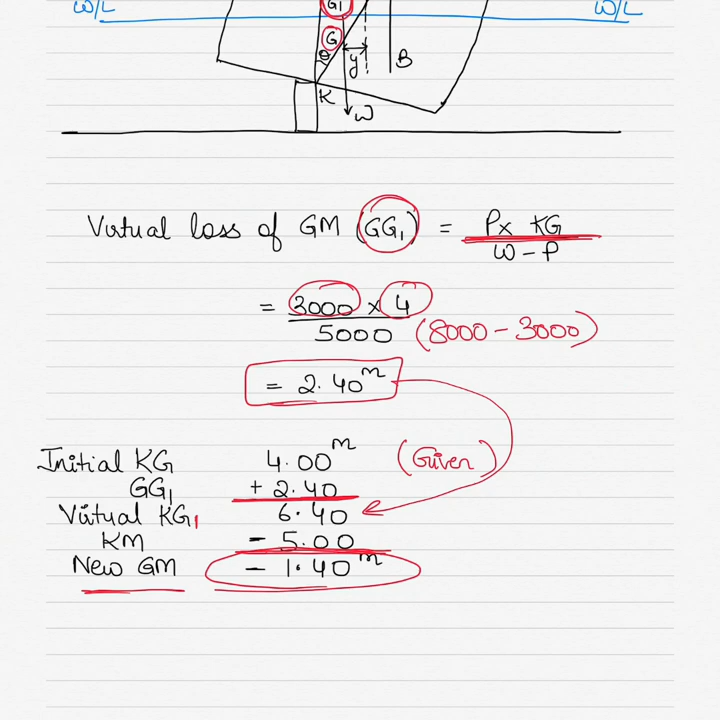 W/L W/L
G1
G
θ y B
K
W
Virtual loss of GM (GG1) = P x KG
W - P
= 3000 x 4
5000 (8000 - 3000)
= 2.40m
Initial KG 4.00m (Given)
GG1 + 2.40
Virtual KG1 6.40
KM - 5.00
New GM - 1.40m